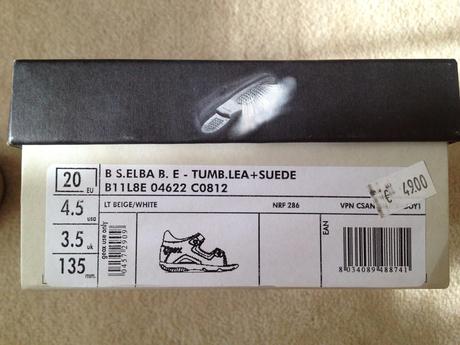 20 EU
4.5 usa
3.5 uk
135 mm.
B S.ELBA B. E - TUMB.LEA+SUEDE
B11L8E 04622 C0812
LT BEIGE/WHITE NRF 286 VPN CSAN
geox use only
geox
EAN
8 034089 488741
49.00